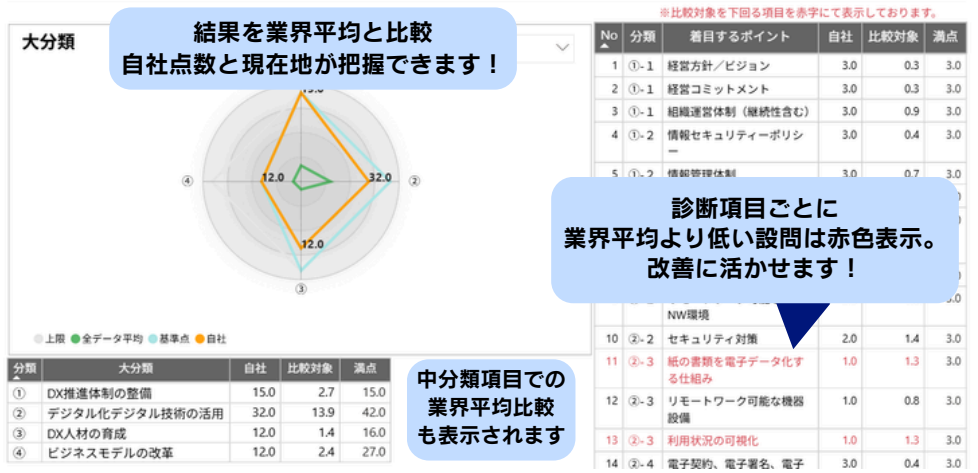 ※比較対象を下回る項目を赤字にて表示しております。
大分類
結果を業界平均と比較
自社点数と現在地が把握できます！
12.0
32.0
12.0
④
②
③
上限 全データ平均 基準点 自社
分類 大分類 自社 比較対象 満点
① DX推進体制の整備 15.0 2.7 15.0
② デジタル化デジタル技術の活用 32.0 13.9 42.0
③ DX人材の育成 12.0 1.4 16.0
④ ビジネスモデルの改革 12.0 2.4 27.0
中分類項目での
業界平均比較
も表示されます
No 分類 着目するポイント 自社 比較対象 満点
1 ①-1 経営方針／ビジョン 3.0 0.3 3.0
2 ①-1 経営コミットメント 3.0 0.3 3.0
3 ①-1 組織運営体制（継続性含む） 3.0 0.9 3.0
4 ①-2 情報セキュリティーポリシ 3.0 0.4 3.0
ー
5 ①-2 情報管理体制 3.0 0.7 3.0
診断項目ごとに
業界平均より低い設問は赤色表示。
改善に活かせます！
NW環境
10 ②-2 セキュリティ対策 2.0 1.4 3.0
11 ②-3 紙の書類を電子データ化す 1.0 1.3 3.0
る仕組み
12 ②-3 リモートワーク可能な機器 1.0 0.8 3.0
設備
13 ②-3 利用状況の可視化 1.0 1.3 3.0
14 ②-4 電子契約、電子署名、電子 3.0 0.4 3.0